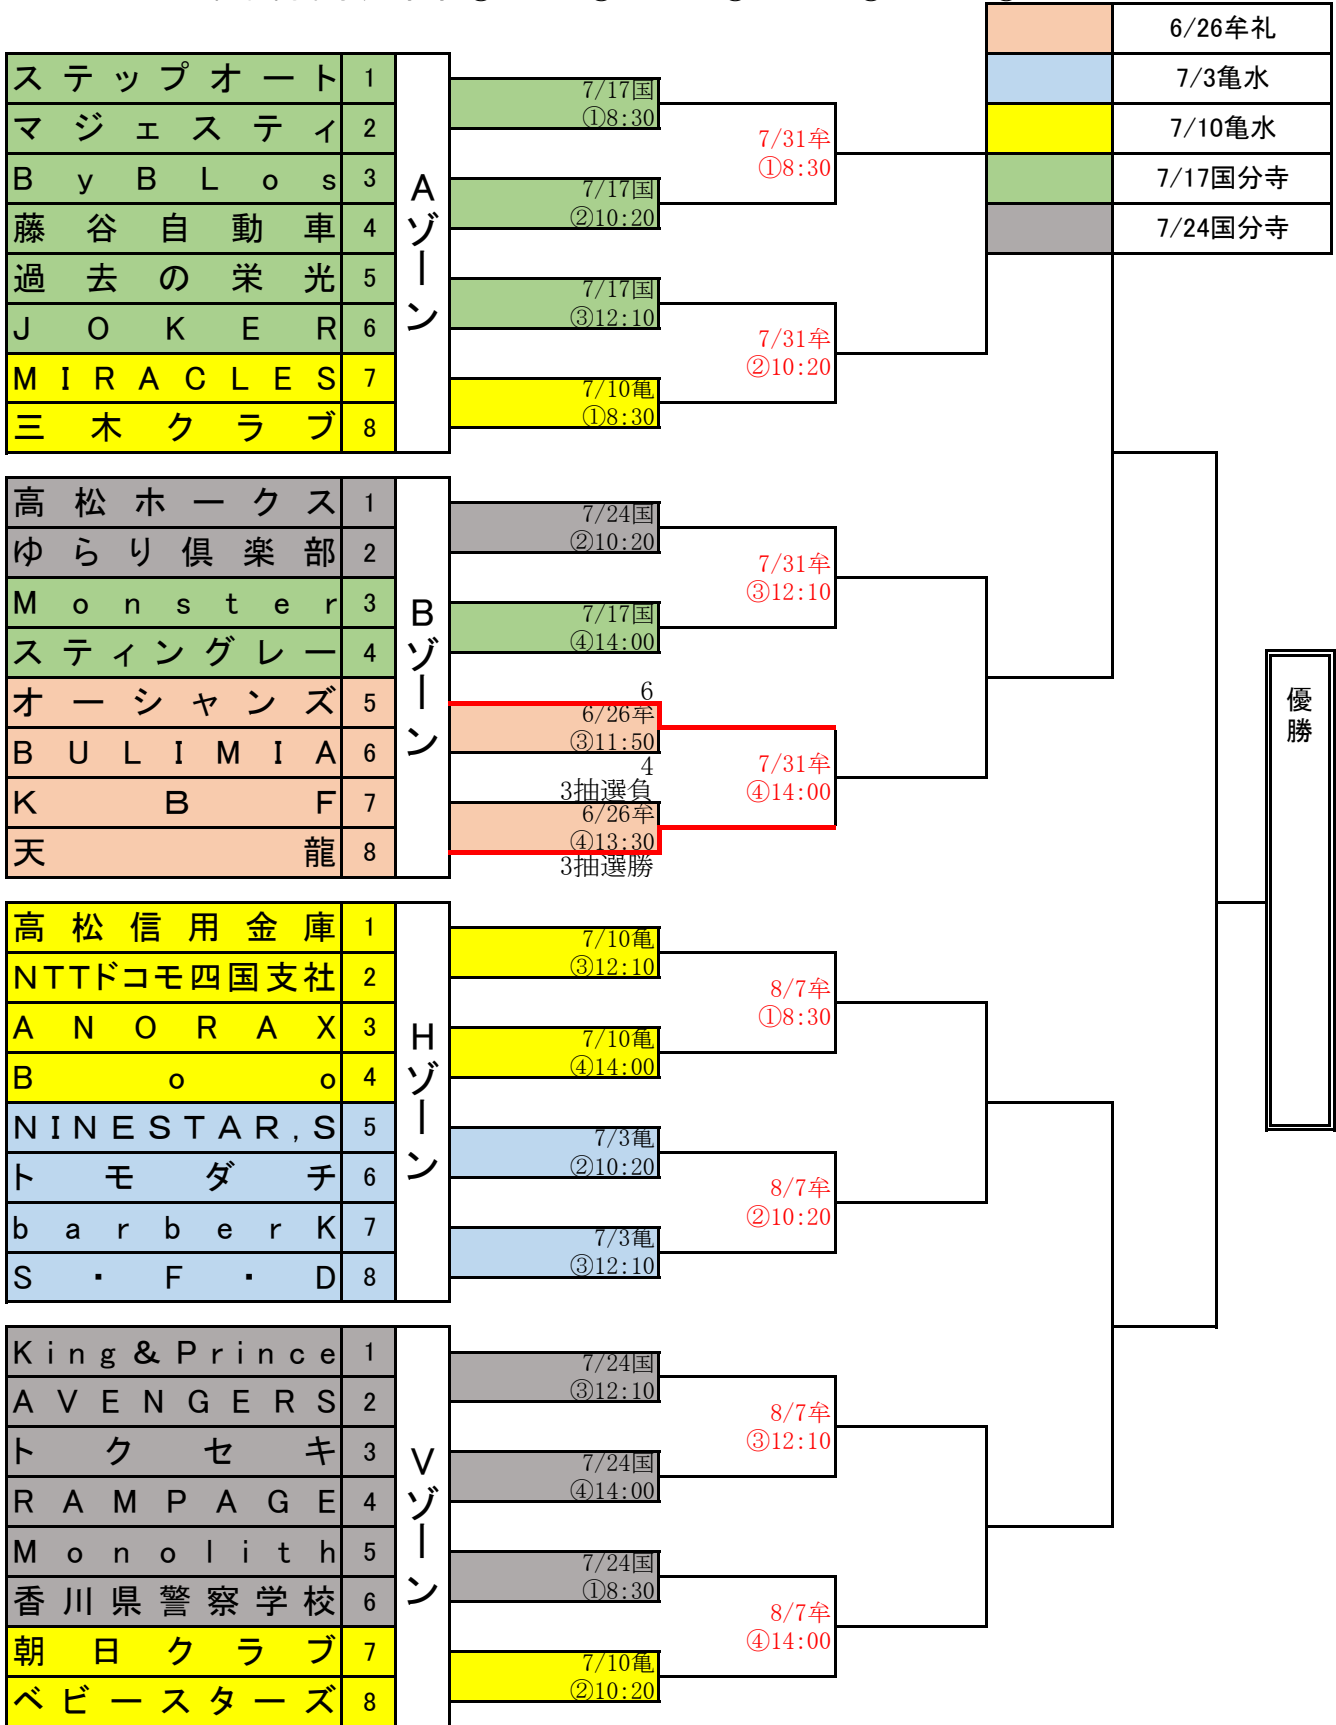 6/26牟礼
7/3亀水
7/10亀水
7/17国分寺
7/24国分寺
ステップオート 1
マジェスティ 2
ByBLos 3
藤谷自動車 4
過去の栄光 5
JOKER 6
MIRACLES 7
三木クラブ 8
Aゾーン
7/17国
①8:30
7/17国
②10:20
7/17国
③12:10
7/10亀
①8:30
7/31牟
①8:30
7/31牟
②10:20
高松ホークス 1
ゆらり倶楽部 2
Monster 3
スティングレー 4
オーシャンズ 5
BULIMIA 6
KBF 7
天龍 8
Bゾーン
7/24国
②10:20
7/17国
④14:00
6
6/26牟
③11:50
4
3抽選負
6/26牟
④13:30
3抽選勝
7/31牟
③12:10
7/31牟
④14:00
優勝
高松信用金庫 1
NTTドコモ四国支社 2
ANORAX 3
Boo 4
NINESTAR,S 5
トモダチ 6
barberK 7
S・F・D 8
Hゾーン
7/10亀
③12:10
7/10亀
④14:00
7/3亀
②10:20
7/3亀
③12:10
8/7牟
①8:30
8/7牟
②10:20
King&Prince 1
AVENGERS 2
トクセキ 3
RAMPAGE 4
Monolith 5
香川県警察学校 6
朝日クラブ 7
ベビースターズ 8
Vゾーン
7/24国
③12:10
7/24国
④14:00
7/24国
①8:30
7/10亀
②10:20
8/7牟
③12:10
8/7牟
④14:00